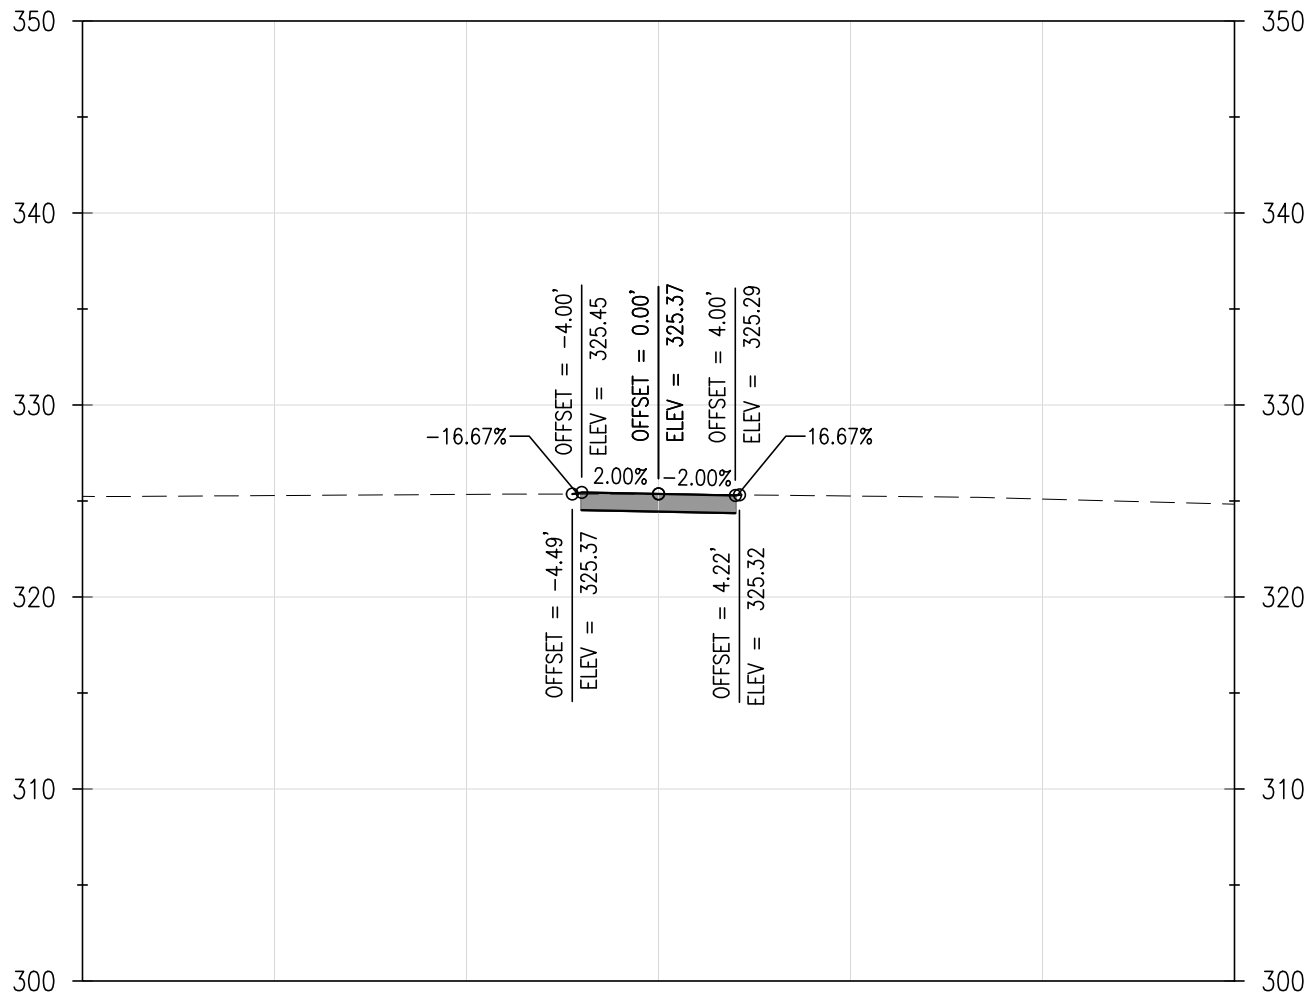 350
350
340
340
OFFSET = -4.00'
ELEV = 325.45
OFFSET = 0.00'
ELEV = 325.37
OFFSET = 4.00'
ELEV = 325.29
330
330
-16.67%
16.67%
2.00%
-2.00%
OFFSET = -4.49'
ELEV = 325.37
OFFSET = 4.22'
ELEV = 325.32
320
320
310
310
300
300